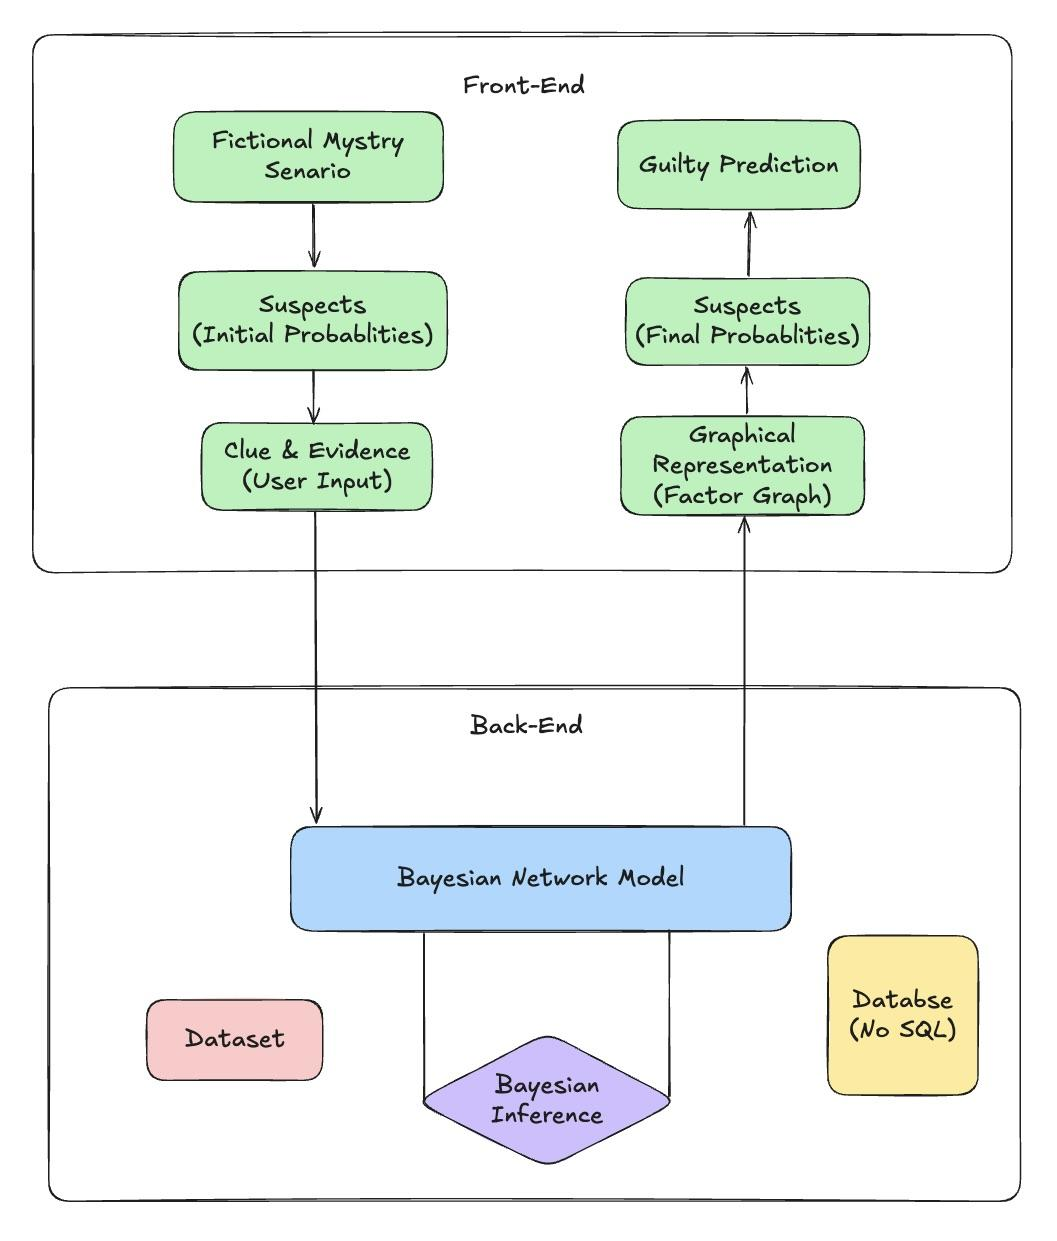 Front-End
Fictional Mystry
Senario
Suspects
(Initial Probablities)
Clue & Evidence
(User Input)
Guilty Prediction
Suspects
(Final Probablities)
Graphical
Representation
(Factor Graph)
Back-End
Bayesian Network Model
Dataset
Bayesian
Inference
Databse
(No SQL)